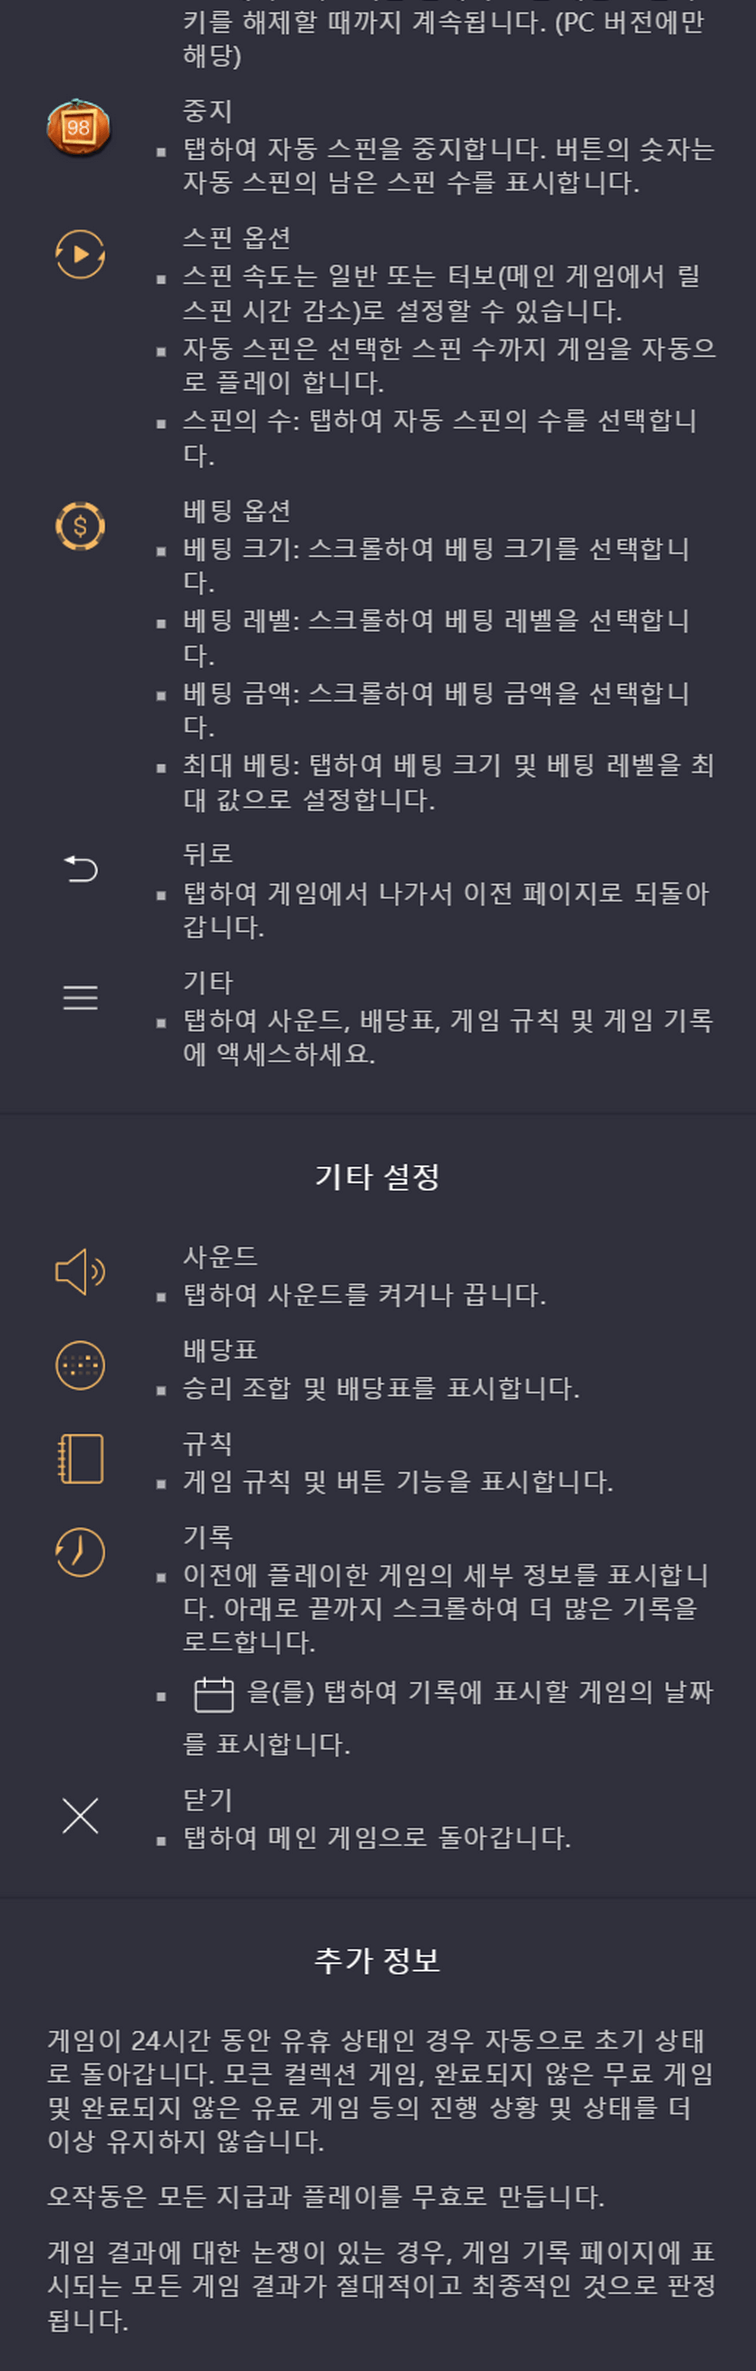 키를 해제할 때까지 계속됩니다. (PC 버전에만
해당)
98
중지
탭하여 자동 스핀을 중지합니다. 버튼의 숫자는
자동 스핀의 남은 스핀 수를 표시합니다.
스핀 옵션
스핀 속도는 일반 또는 터보(메인 게임에서 릴
스핀 시간 감소)로 설정할 수 있습니다.
자동 스핀은 선택한 스핀 수까지 게임을 자동으
로 플레이 합니다.
스핀의 수: 탭하여 자동 스핀의 수를 선택합니
다.
$
베팅 옵션
베팅 크기: 스크롤하여 베팅 크기를 선택합니
다.
베팅 레벨: 스크롤하여 베팅 레벨을 선택합니
다.
베팅 금액: 스크롤하여 베팅 금액을 선택합니
다.
최대 베팅: 탭하여 베팅 크기 및 베팅 레벨을 최
대 값으로 설정합니다.
뒤로
탭하여 게임에서 나가서 이전 페이지로 되돌아
갑니다.
기타
탭하여 사운드, 배당표, 게임 규칙 및 게임 기록
에 액세스하세요.
기타 설정
사운드
탭하여 사운드를 켜거나 끕니다.
배당표
승리 조합 및 배당표를 표시합니다.
규칙
게임 규칙 및 버튼 기능을 표시합니다.
기록
이전에 플레이한 게임의 세부 정보를 표시합니
다. 아래로 끝까지 스크롤하여 더 많은 기록을
로드합니다.
을(를) 탭하여 기록에 표시할 게임의 날짜
를 표시합니다.
닫기
탭하여 메인 게임으로 돌아갑니다.
추가 정보
게임이 24시간 동안 유휴 상태인 경우 자동으로 초기 상태
로 돌아갑니다. 모큰 컬렉션 게임, 완료되지 않은 무료 게임
및 완료되지 않은 유료 게임 등의 진행 상황 및 상태를 더
이상 유지하지 않습니다.
오작동은 모든 지급과 플레이를 무효로 만듭니다.
게임 결과에 대한 논쟁이 있는 경우, 게임 기록 페이지에 표
시되는 모든 게임 결과가 절대적이고 최종적인 것으로 판정
됩니다.